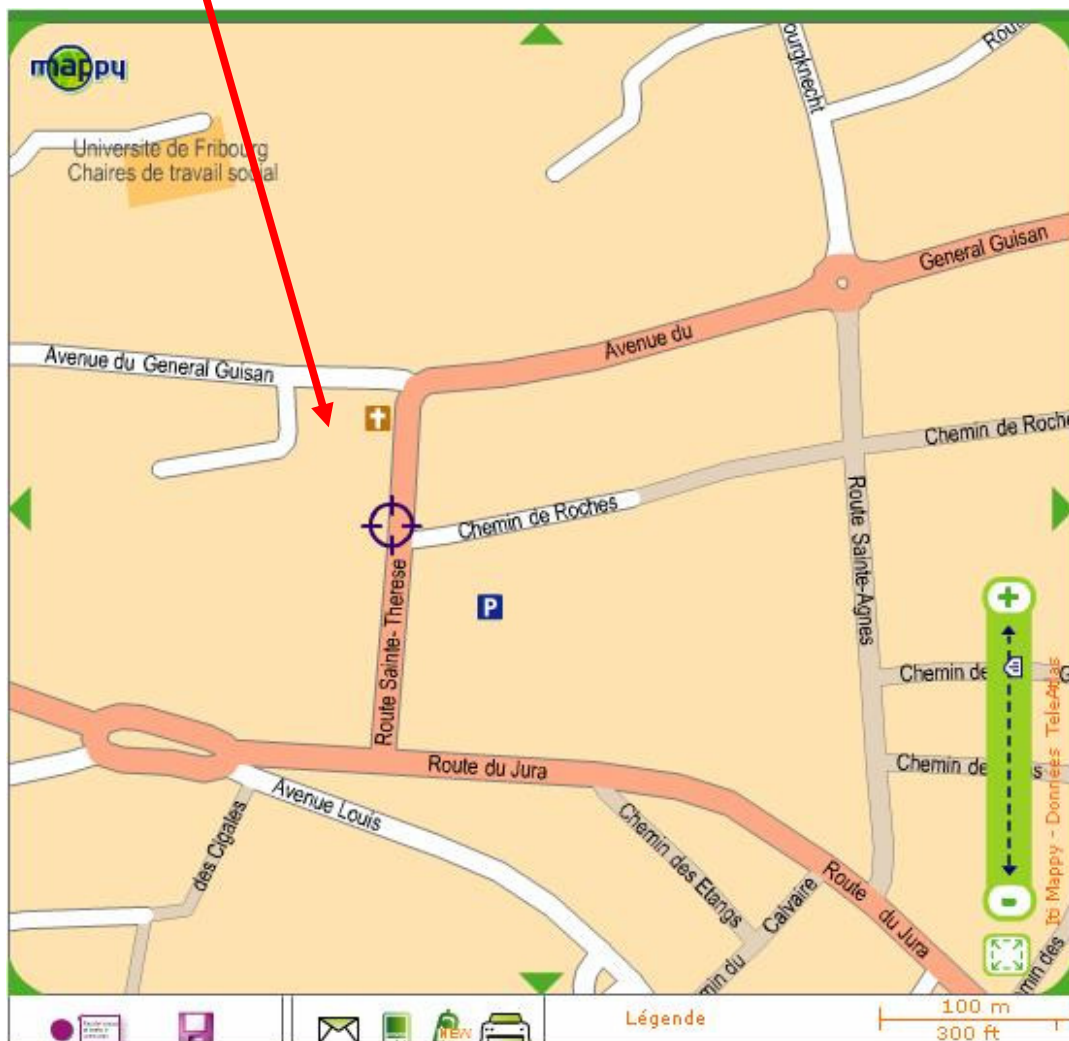 mappy
ourgknecht
Rout
Universite de Fribourg
Chaires de travail social
General Guisan
Avenue du
Avenue du General Guisan
Chemin de Roche
Chemin de Roches
Route Sainte-Agnes
Route Sainte-Therese
P
Chemin de
G
Route du Jura
Chemin de
s
Avenue Louis
des Cigales
Chemin des Etangs
Calvaire
min du
Route du Jura
min des
Iti Mappy - Données TeleAtlas
NEW
Légende
100 m
300 ft